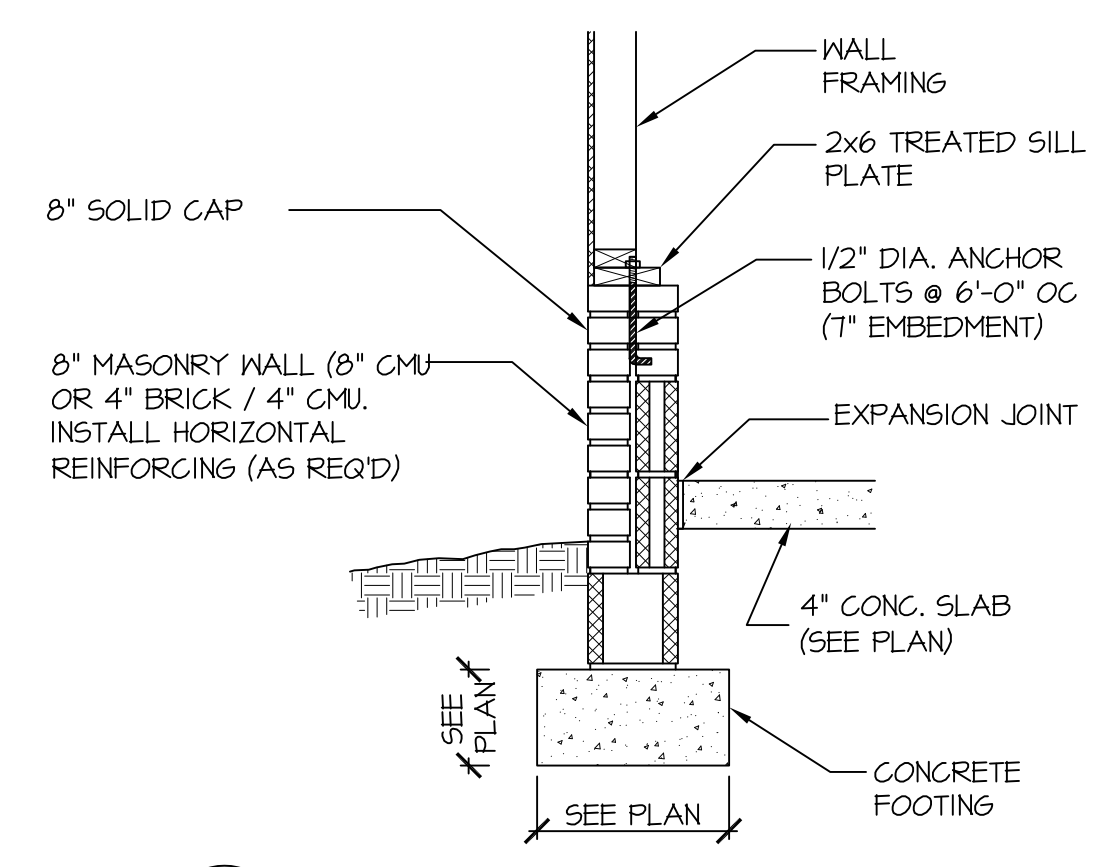 WALL
FRAMING
2x6 TREATED SILL
PLATE
8" SOLID CAP
1/2" DIA. ANCHOR
BOLTS @ 6'-0" OC
(7" EMBEDMENT)
8" MASONRY WALL (8" CMU
OR 4" BRICK / 4" CMU.
INSTALL HORIZONTAL
REINFORCING (AS REQ'D)
EXPANSION JOINT
4" CONC. SLAB
(SEE PLAN)
SEE
PLAN
CONCRETE
FOOTING
SEE PLAN